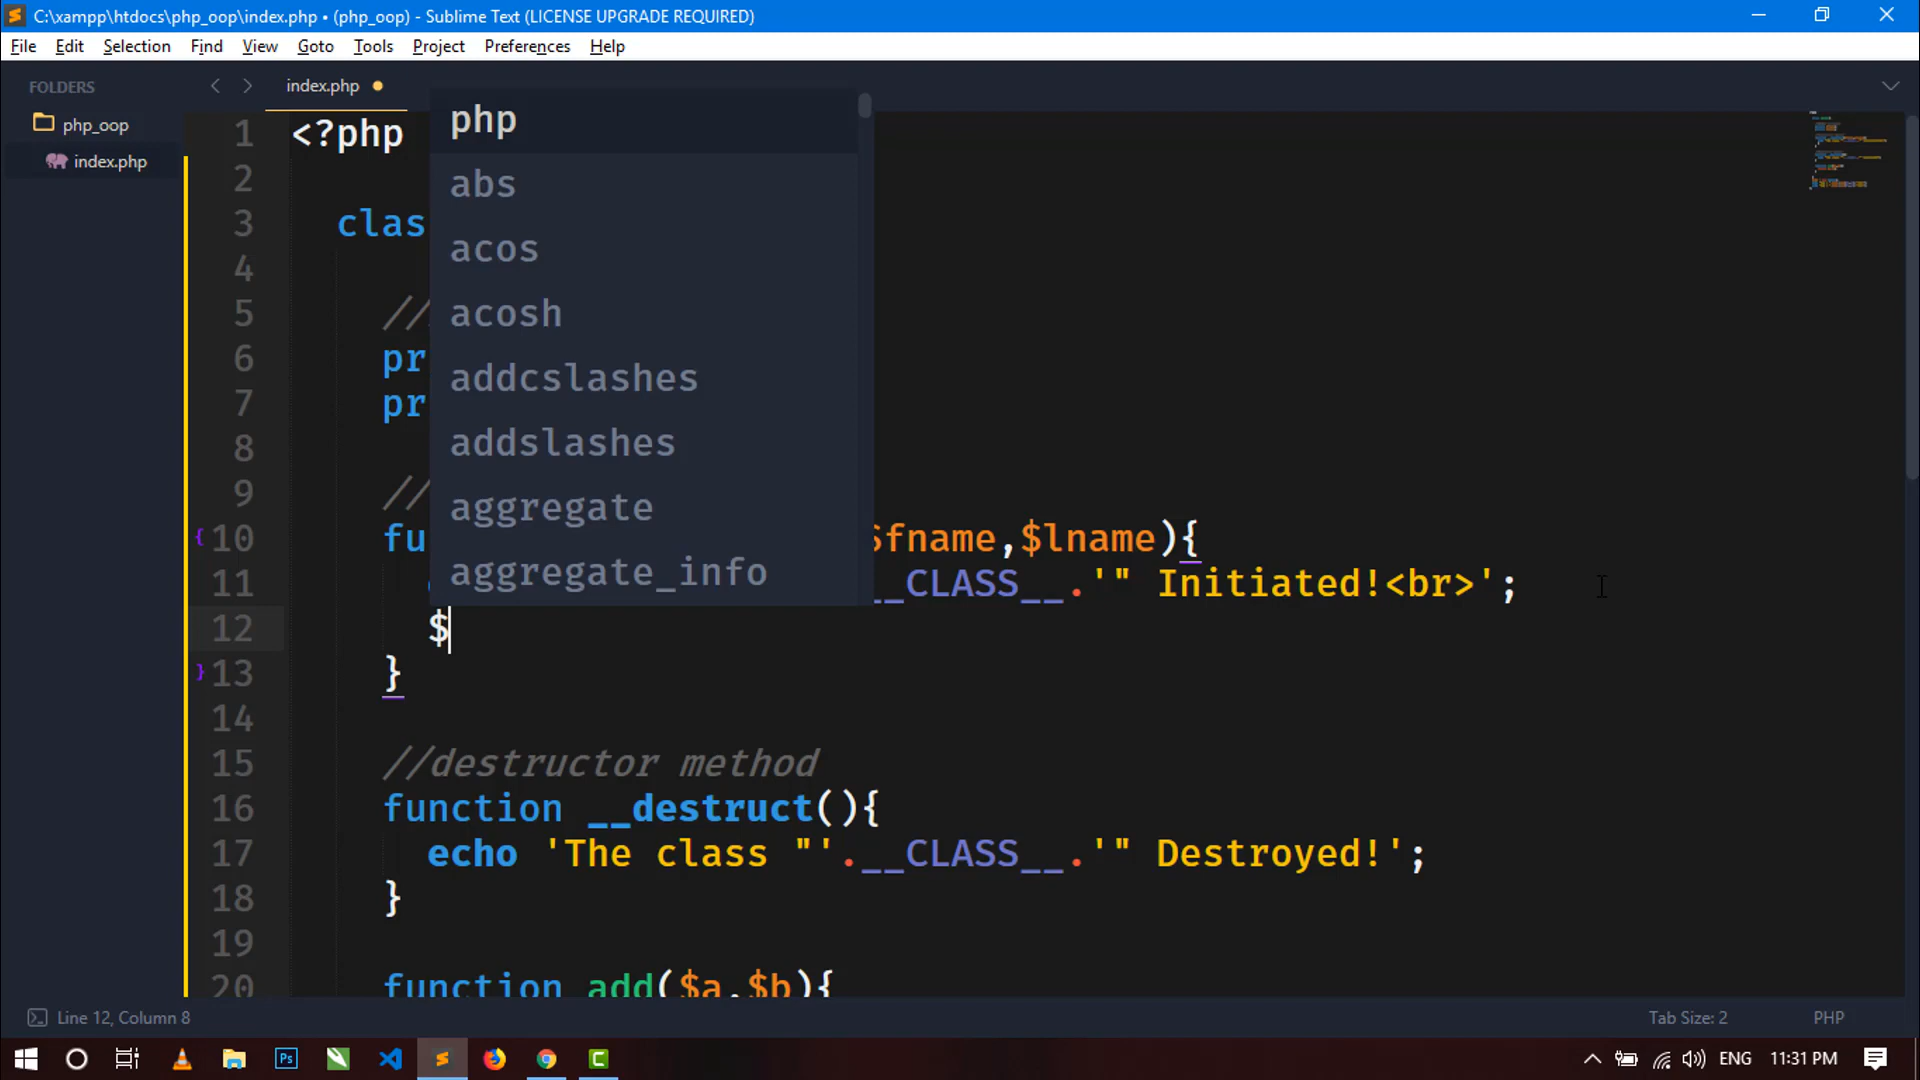 C:\xampp\htdocs\php_oop\index.php • (php_oop) - Sublime Text (LICENSE UPGRADE REQUIRED)
File Edit Selection Find View Goto Tools Project Preferences Help
FOLDERS
php_oop
index.php
index.php
php
abs
acos
acosh
addcslashes
addslashes
aggregate
aggregate_info
1 <?php
2
3 clas
4
5 //
6 pr
7 pr
8
9 //
10 fu $fname,$lname){
11 __CLASS__.'" Initiated!<br>';
12 $
13 }
14
15 //destructor method
16 function __destruct(){
17 echo 'The class "'.__CLASS__.'" Destroyed!';
18 }
19
20 function add($a,$b){
Line 12, Column 8 Tab Size: 2 PHP
ENG 11:31 PM